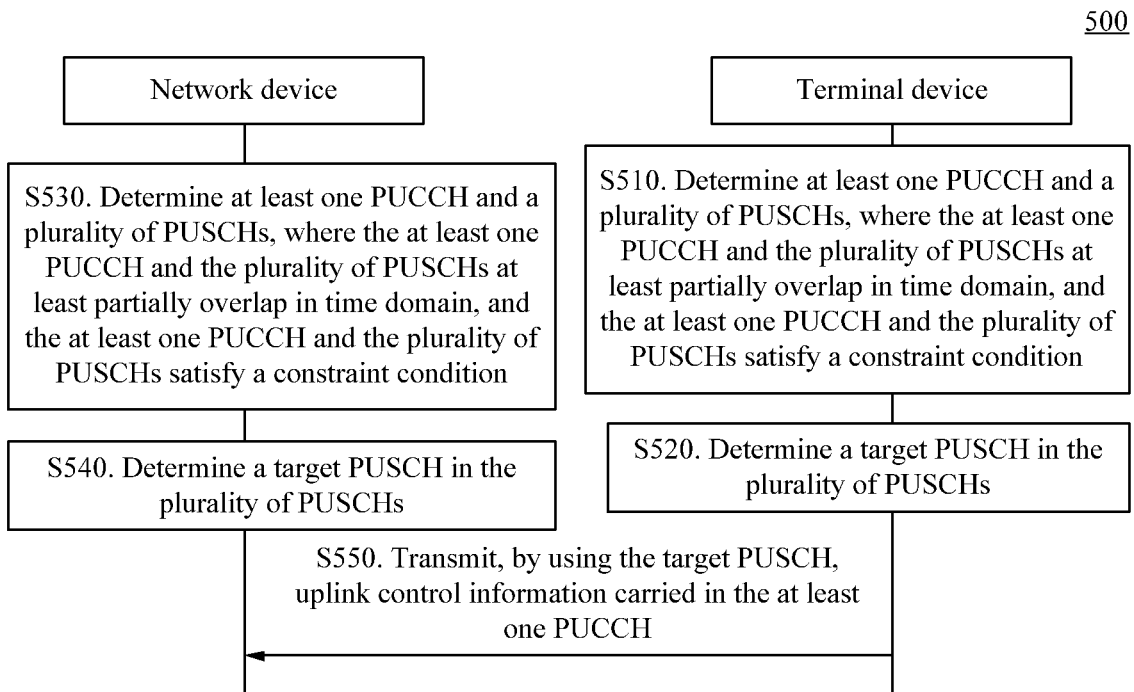 500
Network device
Terminal device
S530. Determine at least one PUCCH and a
plurality of PUSCHs, where the at least one
PUCCH and the plurality of PUSCHs at
least partially overlap in time domain, and
the at least one PUCCH and the plurality of
PUSCHs satisfy a constraint condition
S510. Determine at least one PUCCH and a
plurality of PUSCHs, where the at least one
PUCCH and the plurality of PUSCHs at
least partially overlap in time domain, and
the at least one PUCCH and the plurality of
PUSCHs satisfy a constraint condition
S540. Determine a target PUSCH in the
plurality of PUSCHs
S520. Determine a target PUSCH in the
plurality of PUSCHs
S550. Transmit, by using the target PUSCH,
uplink control information carried in the at least
one PUCCH